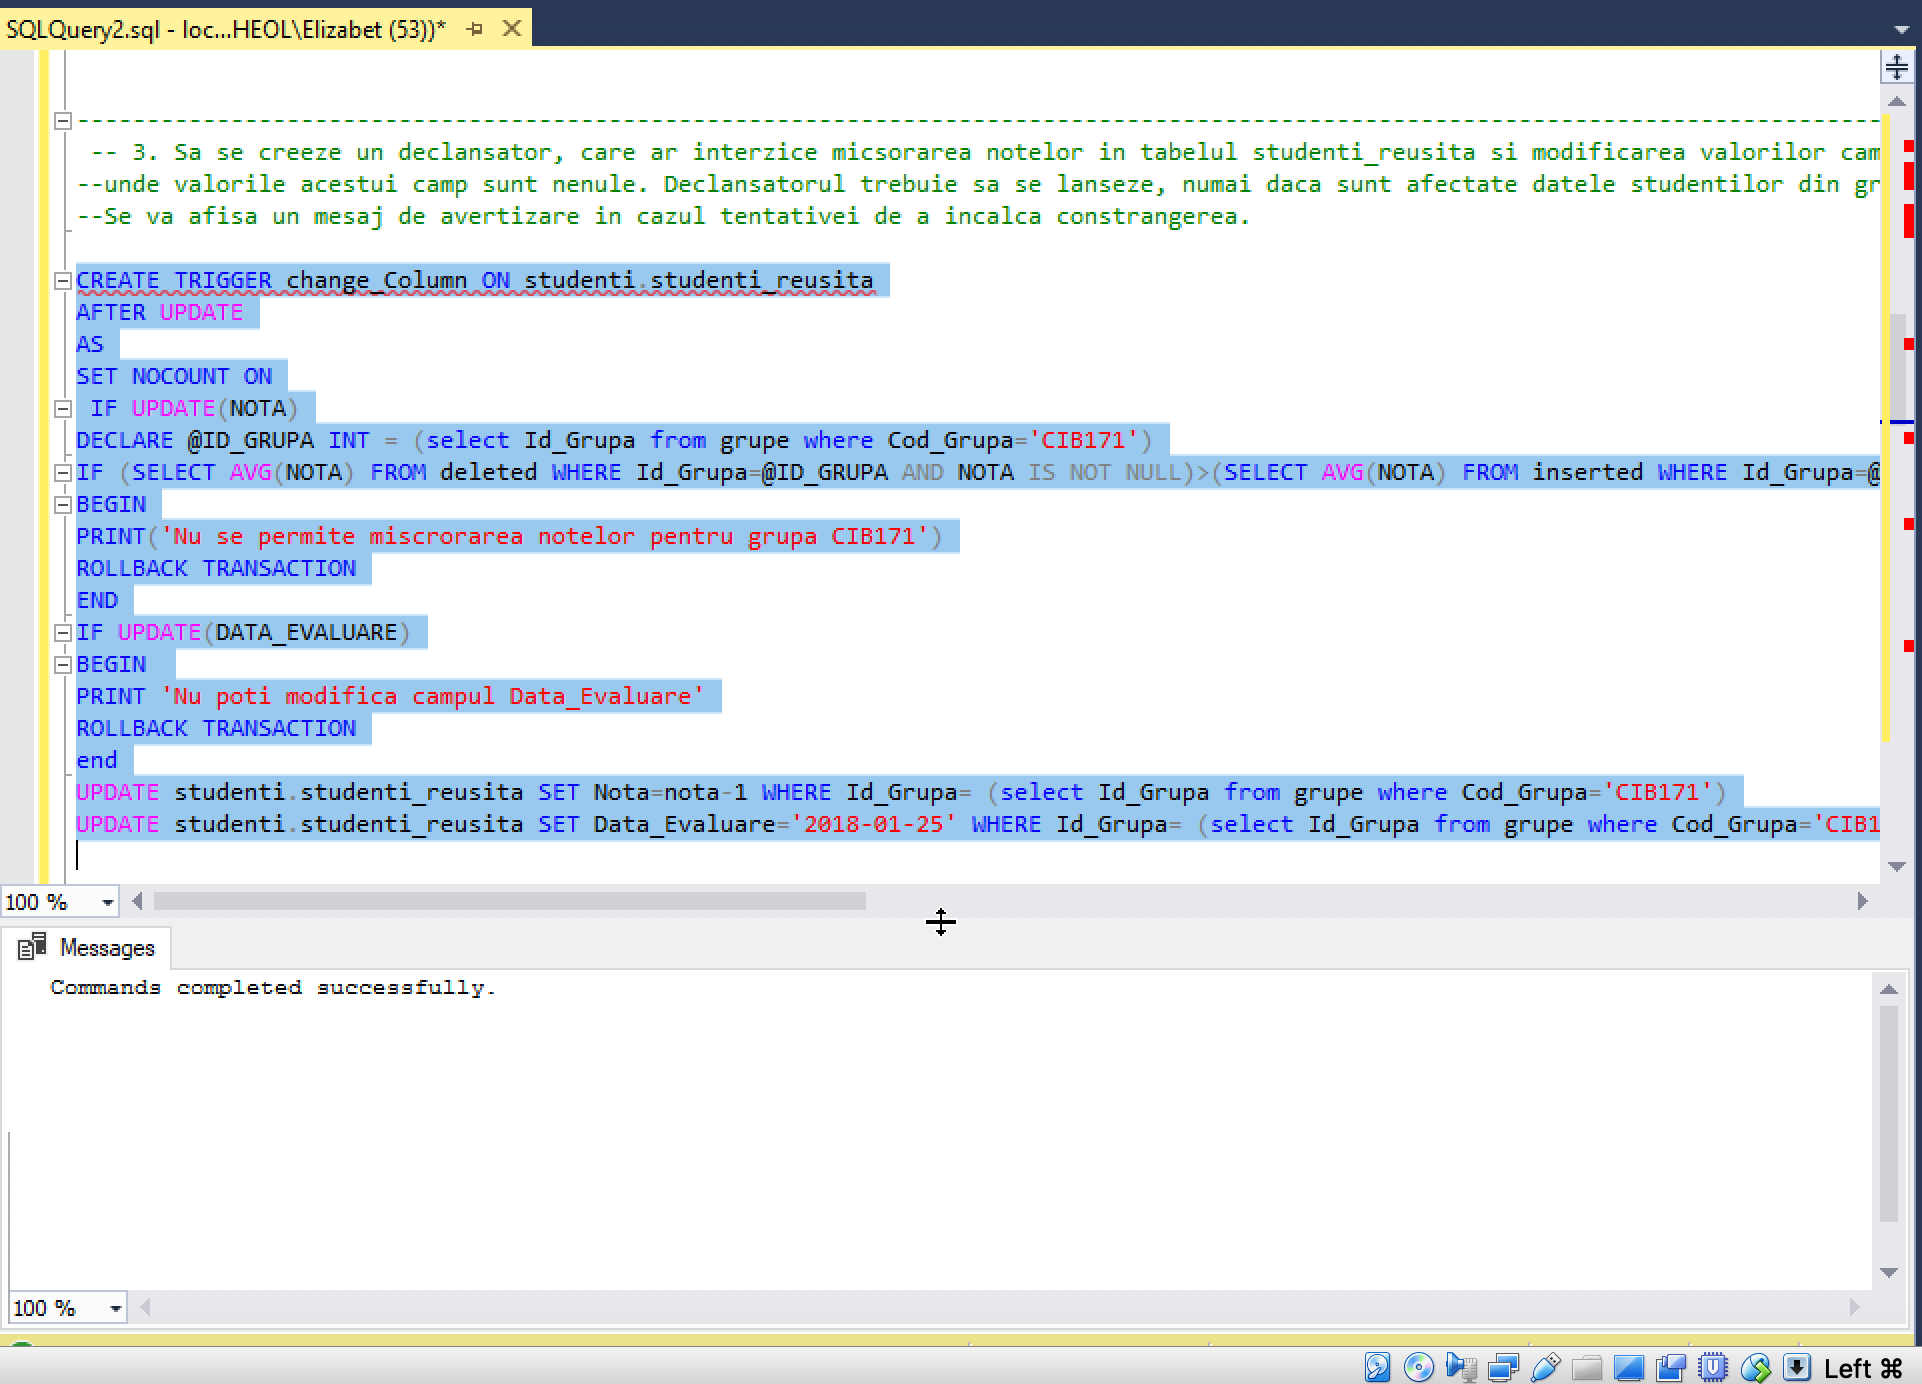 SQLQuery2.sql - loc...HEOL\Elizabet (53))*
--------------------------------------------------------------------------------------------------------------------------------
-- 3. Sa se creeze un declansator, care ar interzice micsorarea notelor in tabelul studenti_reusita si modificarea valorilor cam
--unde valorile acestui camp sunt nenule. Declansatorul trebuie sa se lanseze, numai daca sunt afectate datele studentilor din gr
--Se va afisa un mesaj de avertizare in cazul tentativei de a incalca constrangerea.
CREATE TRIGGER change_Column ON studenti.studenti_reusita
AFTER UPDATE
AS
SET NOCOUNT ON
IF UPDATE(NOTA)
DECLARE @ID_GRUPA INT = (select Id_Grupa from grupe where Cod_Grupa='CIB171')
IF (SELECT AVG(NOTA) FROM deleted WHERE Id_Grupa=@ID_GRUPA AND NOTA IS NOT NULL)>(SELECT AVG(NOTA) FROM inserted WHERE Id_Grupa=@
BEGIN
PRINT('Nu se permite miscrorarea notelor pentru grupa CIB171')
ROLLBACK TRANSACTION
END
IF UPDATE(DATA_EVALUARE)
BEGIN
PRINT 'Nu poti modifica campul Data_Evaluare'
ROLLBACK TRANSACTION
end
UPDATE studenti.studenti_reusita SET Nota=nota-1 WHERE Id_Grupa= (select Id_Grupa from grupe where Cod_Grupa='CIB171')
UPDATE studenti.studenti_reusita SET Data_Evaluare='2018-01-25' WHERE Id_Grupa= (select Id_Grupa from grupe where Cod_Grupa='CIB1
100 %
Messages
Commands completed successfully.
100 %
Left ⌘